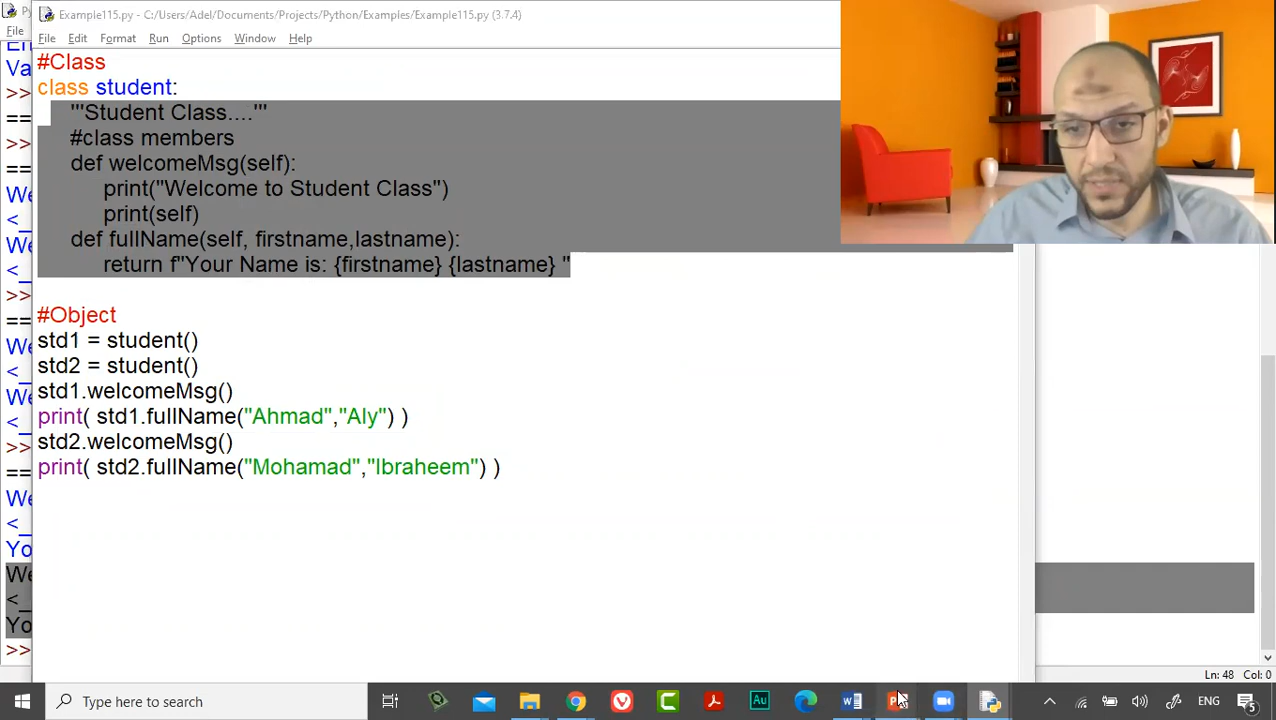 Example115.py - C:/Users/Adel/Documents/Projects/Python/Examples/Example115.py (3.7.4)
File
File Edit Format Run Options Window Help
#Class
class student:
'''Student Class....'''
#class members
def welcomeMsg(self):
print("Welcome to Student Class")
print(self)
def fullName(self, firstname,lastname):
return f"Your Name is: {firstname} {lastname} "
#Object
std1 = student()
std2 = student()
std1.welcomeMsg()
print( std1.fullName("Ahmad","Aly") )
std2.welcomeMsg()
print( std2.fullName("Mohamad","Ibraheem") )
>>
Ln: 48 Col: 0
Type here to search
Au
ENG
5